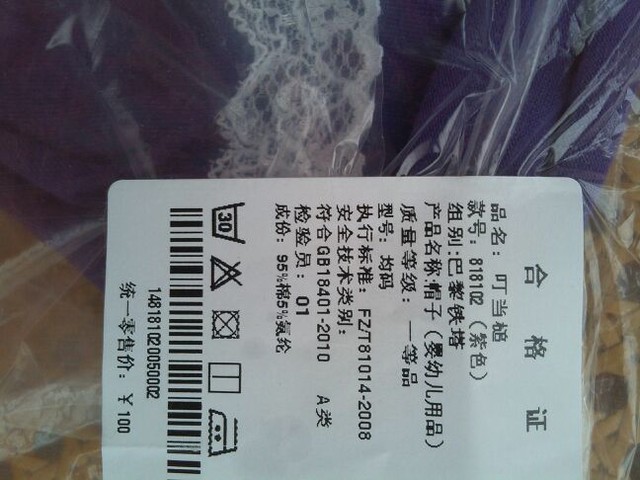 合格证
品名：叮当槌
款号：818102（紫色）
组别:巴黎铁塔
产品名称:帽子（婴幼儿用品）
质量等级：一等品
型号：均码
执行标准：FZ/T81014-2008
安全技术类别：
符合GB18401-2010 A类
检验员：01
成份：95%棉5%氨纶
30
148181020050002
统一零售价：￥100